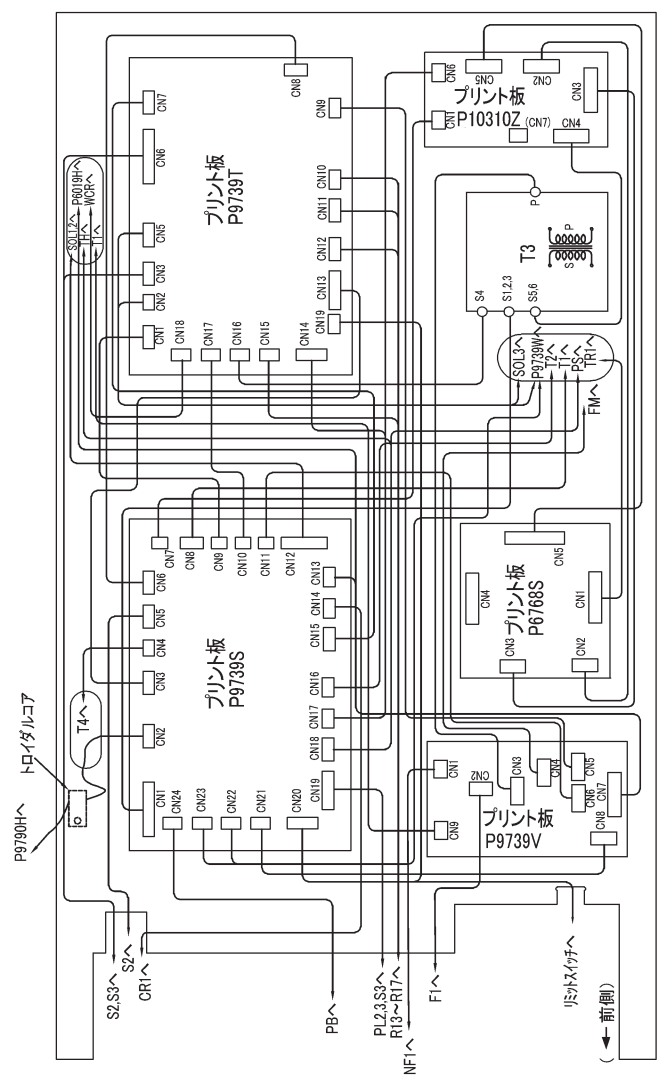 CN8
CN7
CN6
CN5
CN3
CN2
CN1
CN9
CN10
CN11
CN12
CN13
CN19
CN18
CN17
CN16
CN15
CN14
プリント板
P9739T
SOL1,2へ
P6019Hへ
THへ
WCRへ
T1へ
CN6
CN5
CN2
CN3
CN1
プリント板
P10310Z
(CN7)
CN4
P
T3
S
P
S4
S1,2,3
S5,6
SOL3へ
P9739Wへ
T2へ
T1へ
PSへ
TR1へ
FMへ
CN7
CN8
CN9
CN10
CN11
CN12
CN6
CN5
CN4
CN3
CN2
CN1
CN13
CN14
CN15
CN16
CN17
CN18
CN19
CN24
CN23
CN22
CN21
CN20
プリント板
P9739S
CN5
CN4
CN1
CN3
CN2
プリント板
P6768S
T4へ
トロイダルコア
P9790Hへ
CN1
CN2
CN3
CN4
CN5
CN6
CN7
CN8
CN9
プリント板
P9739V
S2,S3へ
S2へ
CR1へ
PBへ
PL2,3,S3へ
R13～R17へ
NF1へ
F1へ
リミットスイッチへ
(← 前側)